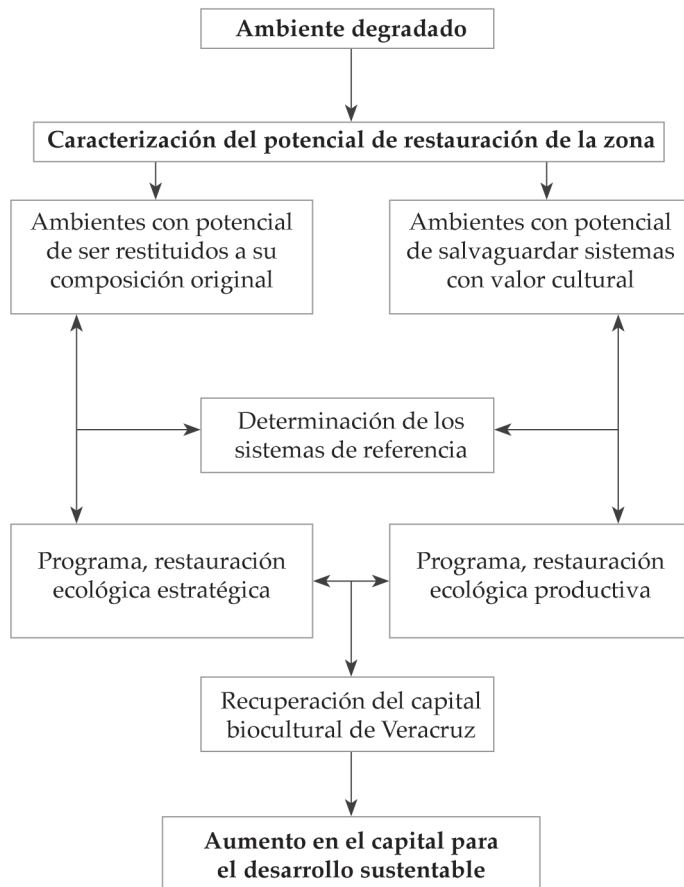 Ambiente degradado
Caracterización del potencial de restauración de la zona
Ambientes con potencial
de ser restituidos a su
composición original
Ambientes con potencial
de salvaguardar sistemas
con valor cultural
Determinación de los
sistemas de referencia
Programa, restauración
ecológica estratégica
Programa, restauración
ecológica productiva
Recuperación del capital
biocultural de Veracruz
Aumento en el capital para
el desarrollo sustentable